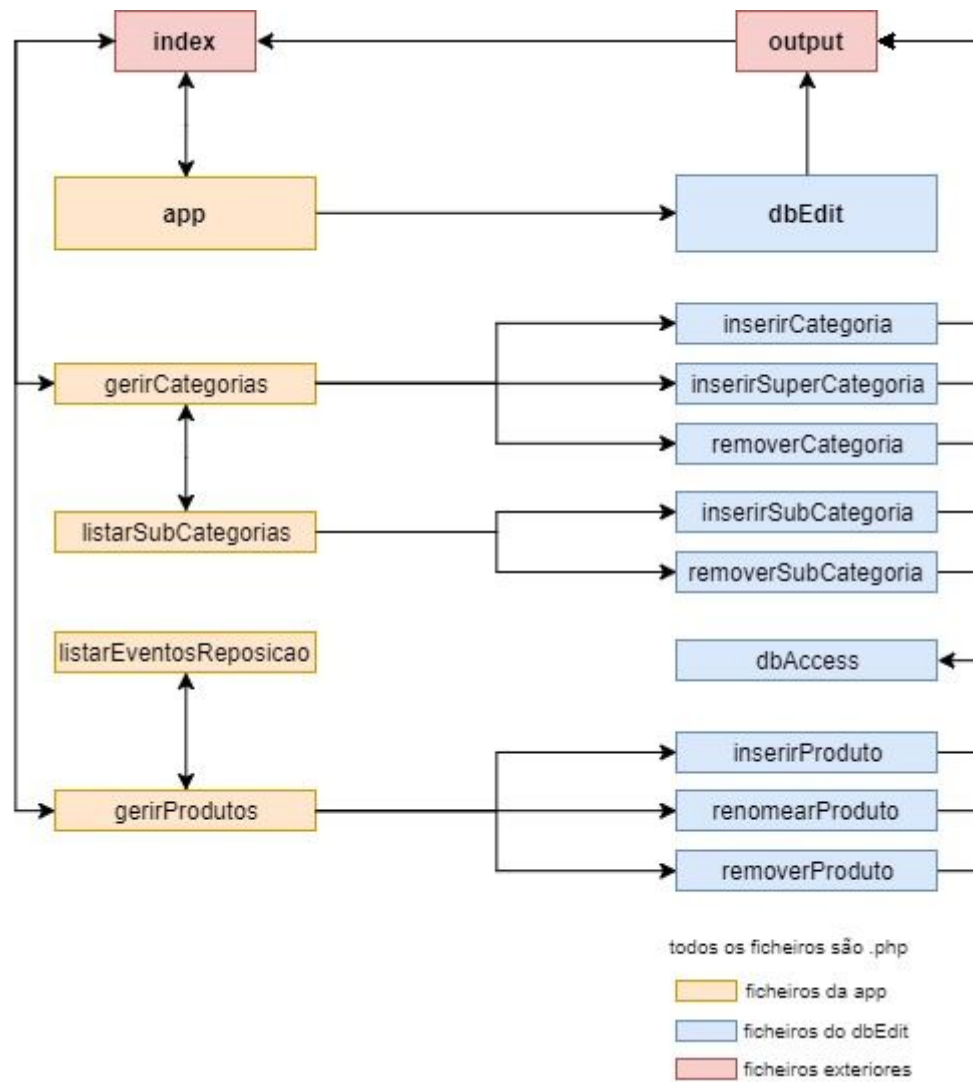 index
output
app
dbEdit
inserirCategoria
gerirCategorias
inserirSuperCategoria
removerCategoria
inserirSubCategoria
listarSubCategorias
removerSubCategoria
listarEventosReposicao
dbAccess
inserirProduto
gerirProdutos
renomearProduto
removerProduto
todos os ficheiros são .php
ficheiros da app
ficheiros do dbEdit
ficheiros exteriores